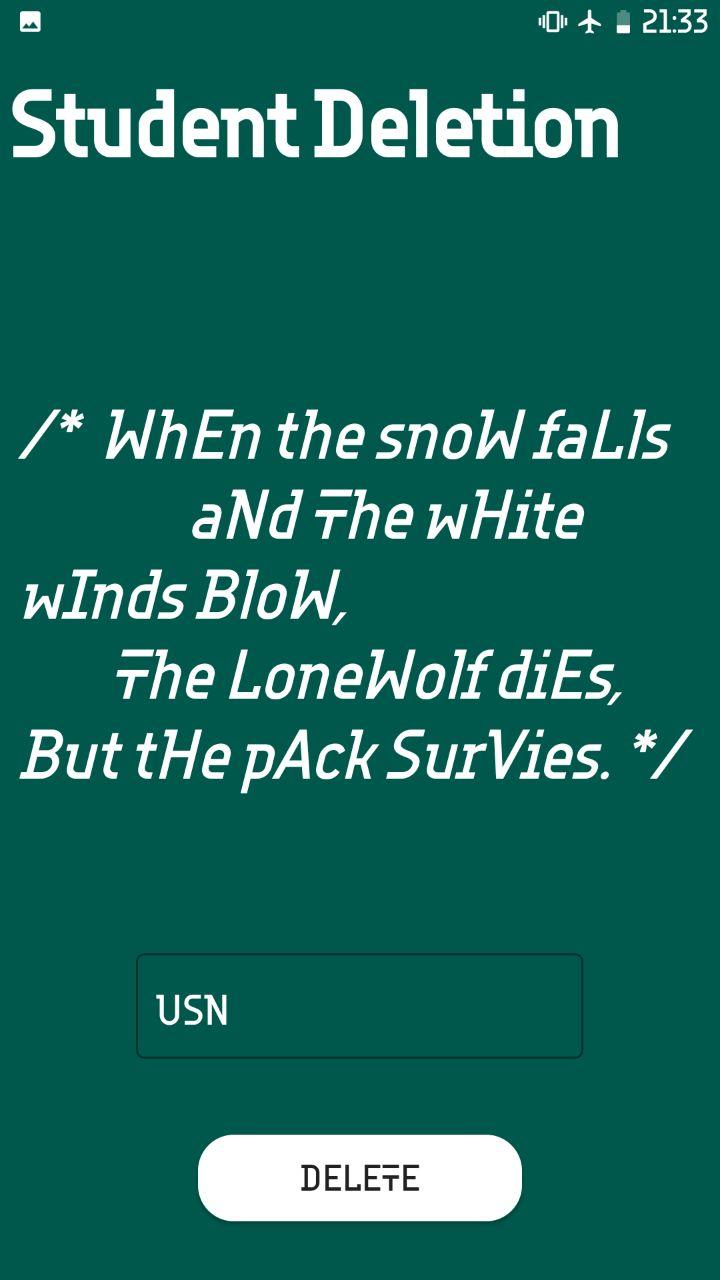 21:33
Student Deletion
/* WhEn the snoW faLls
aNd The wHite
wInds BloW,
The LoneWolf diEs,
But tHe pAck SurVies. */
USN
DELETE